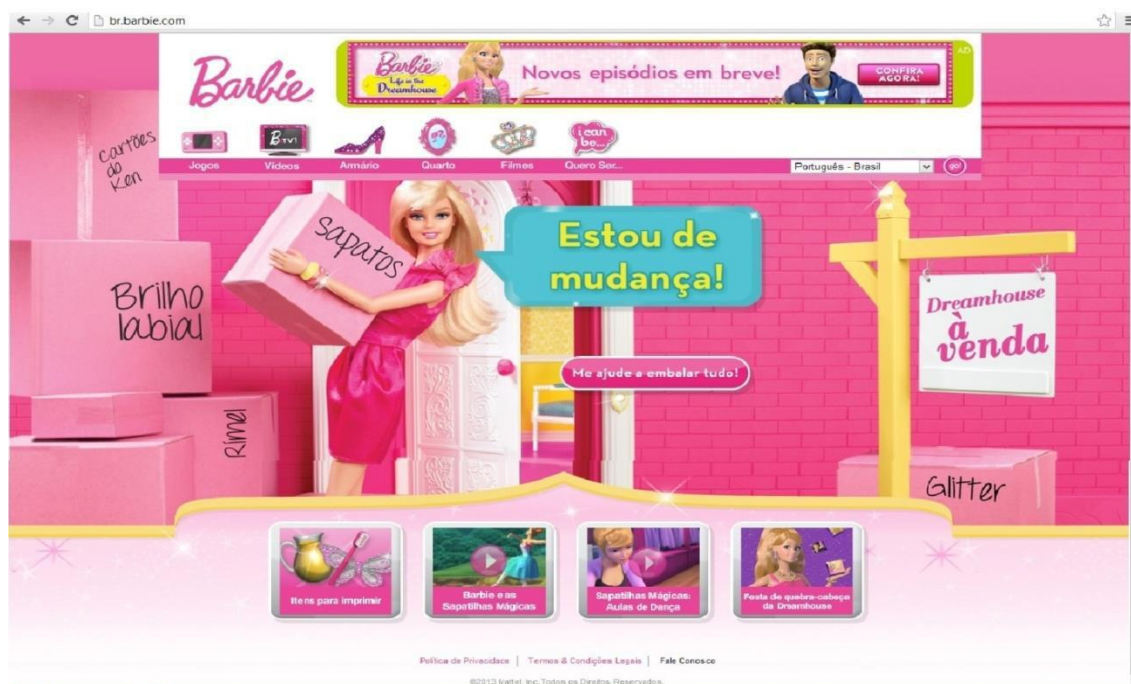 br.barbie.com
Barbie
Barbie
Life in the
Dreamhouse
Novos episódios em breve!
AD
CONFIRA
AGORA!
B TV!
i can
be...
Jogos
Vídeos
Armário
Quarto
Filmes
Quero Ser...
Português - Brasil
go!
cartões
do
Ken
sapatos
Estou de
mudança!
Brilho
labial
Dreamhouse
à
venda
Me ajude a embalar tudo!
Rímel
Glitter
Itens para imprimir
Barbie e as
Sapatilhas Mágicas
Sapatilhas Mágicas:
Aulas de Dança
Festa de quebra-cabeça
da Dreamhouse
Política de Privacidade | Termos & Condições Legais | Fale Conosco
©2013 Mattel, Inc. Todos os Direitos Reservados.